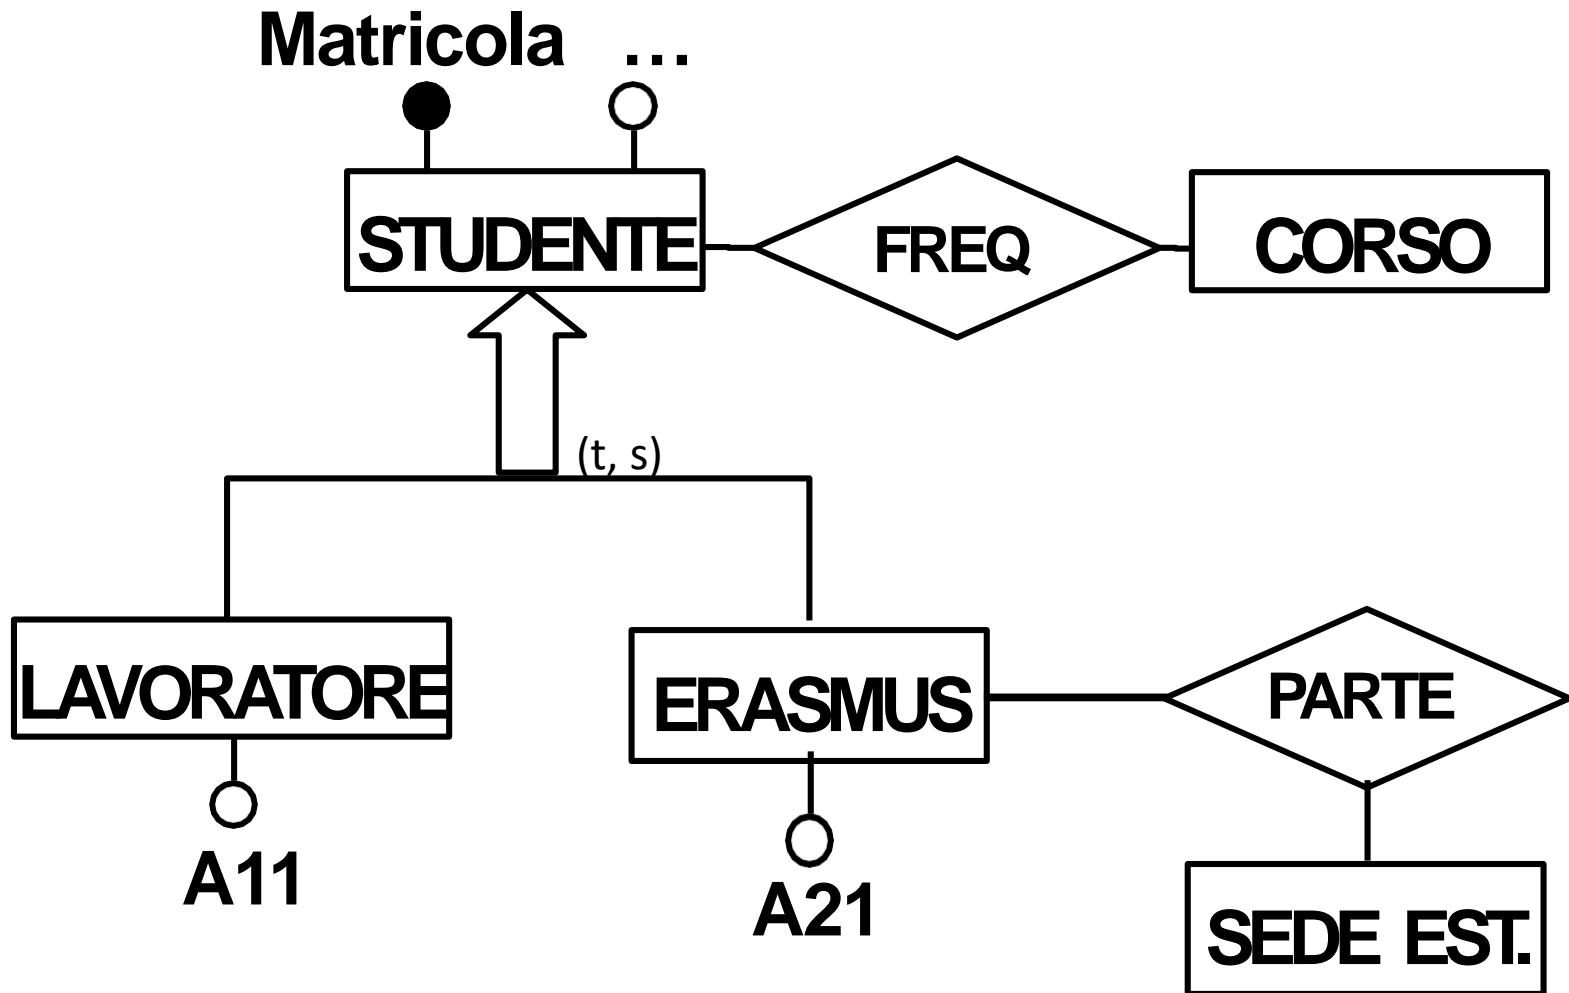 Matricola ...
STUDENTE
FREQ
CORSO
(t, s)
LAVORATORE
ERASMUS
PARTE
A11
A21
SEDE EST.